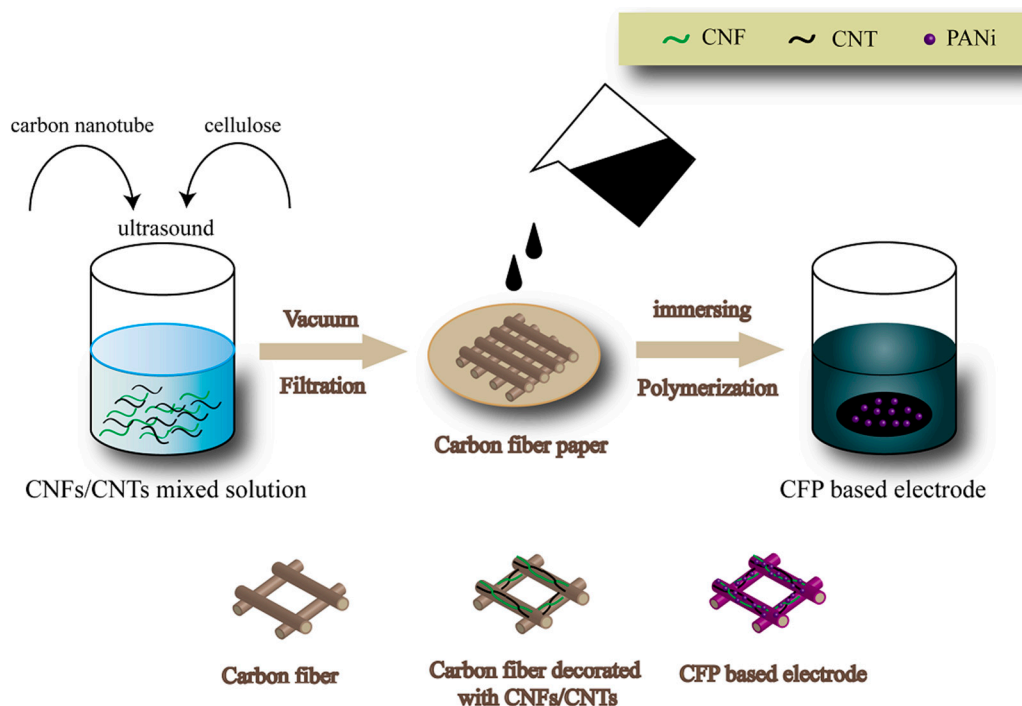 CNF CNT PANi
carbon nanotube cellulose
ultrasound
Vacuum
Filtration
immersing
Polymerization
Carbon fiber paper
CNFs/CNTs mixed solution
CFP based electrode
Carbon fiber
Carbon fiber decorated
with CNFs/CNTs
CFP based electrode